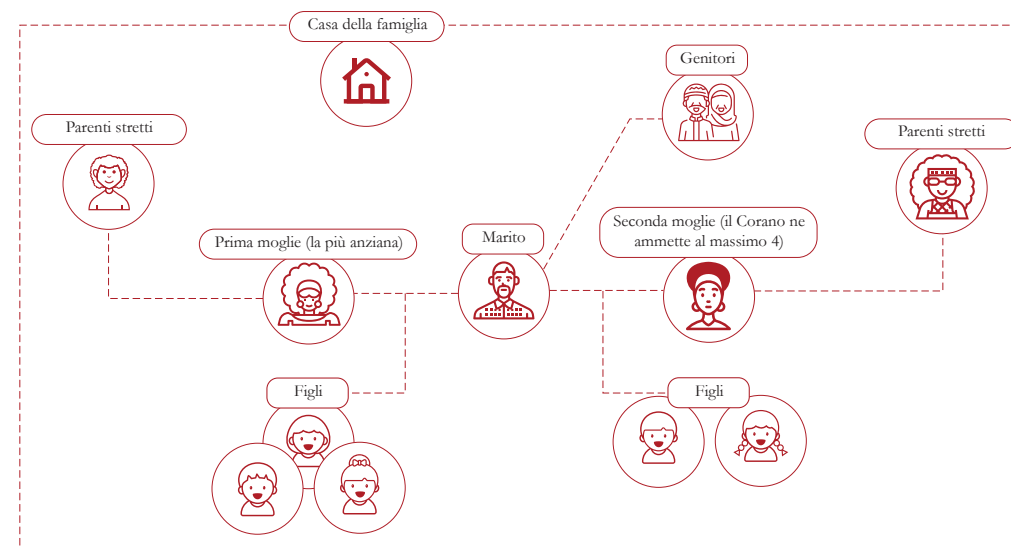 Casa della famiglia
Genitori
Parenti stretti
Parenti stretti
Seconda moglie (il Corano ne
ammette al massimo 4)
Prima moglie (la più anziana)
Marito
Figli
Figli